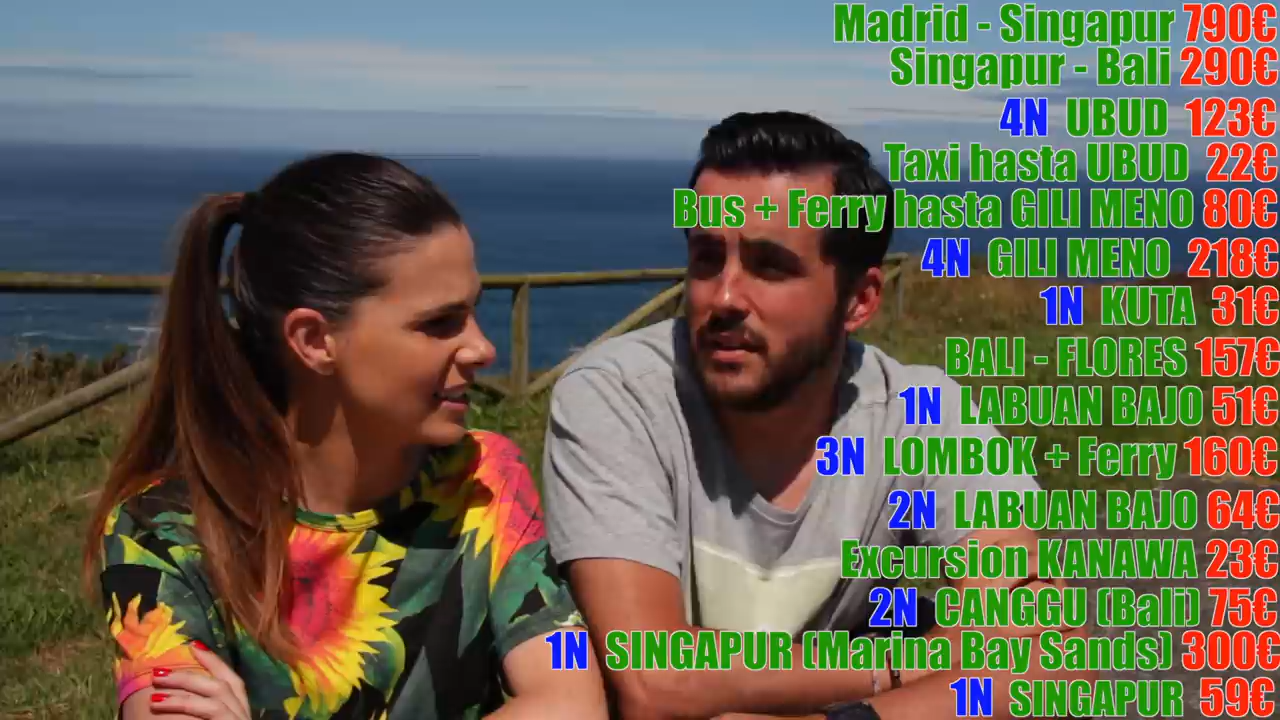 Madrid - Singapur 790€
Singapur - Bali 290€
4N UBUD 123€
Taxi hasta UBUD 22€
Bus + Ferry hasta GILI MENO 80€
4N GILI MENO 218€
1N KUTA 31€
BALI - FLORES 157€
1N LABUAN BAJO 51€
3N LOMBOK + Ferry 160€
2N LABUAN BAJO 64€
Excursion KANAWA 23€
2N CANGGU (Bali) 75€
1N SINGAPUR (Marina Bay Sands) 300€
1N SINGAPUR 59€